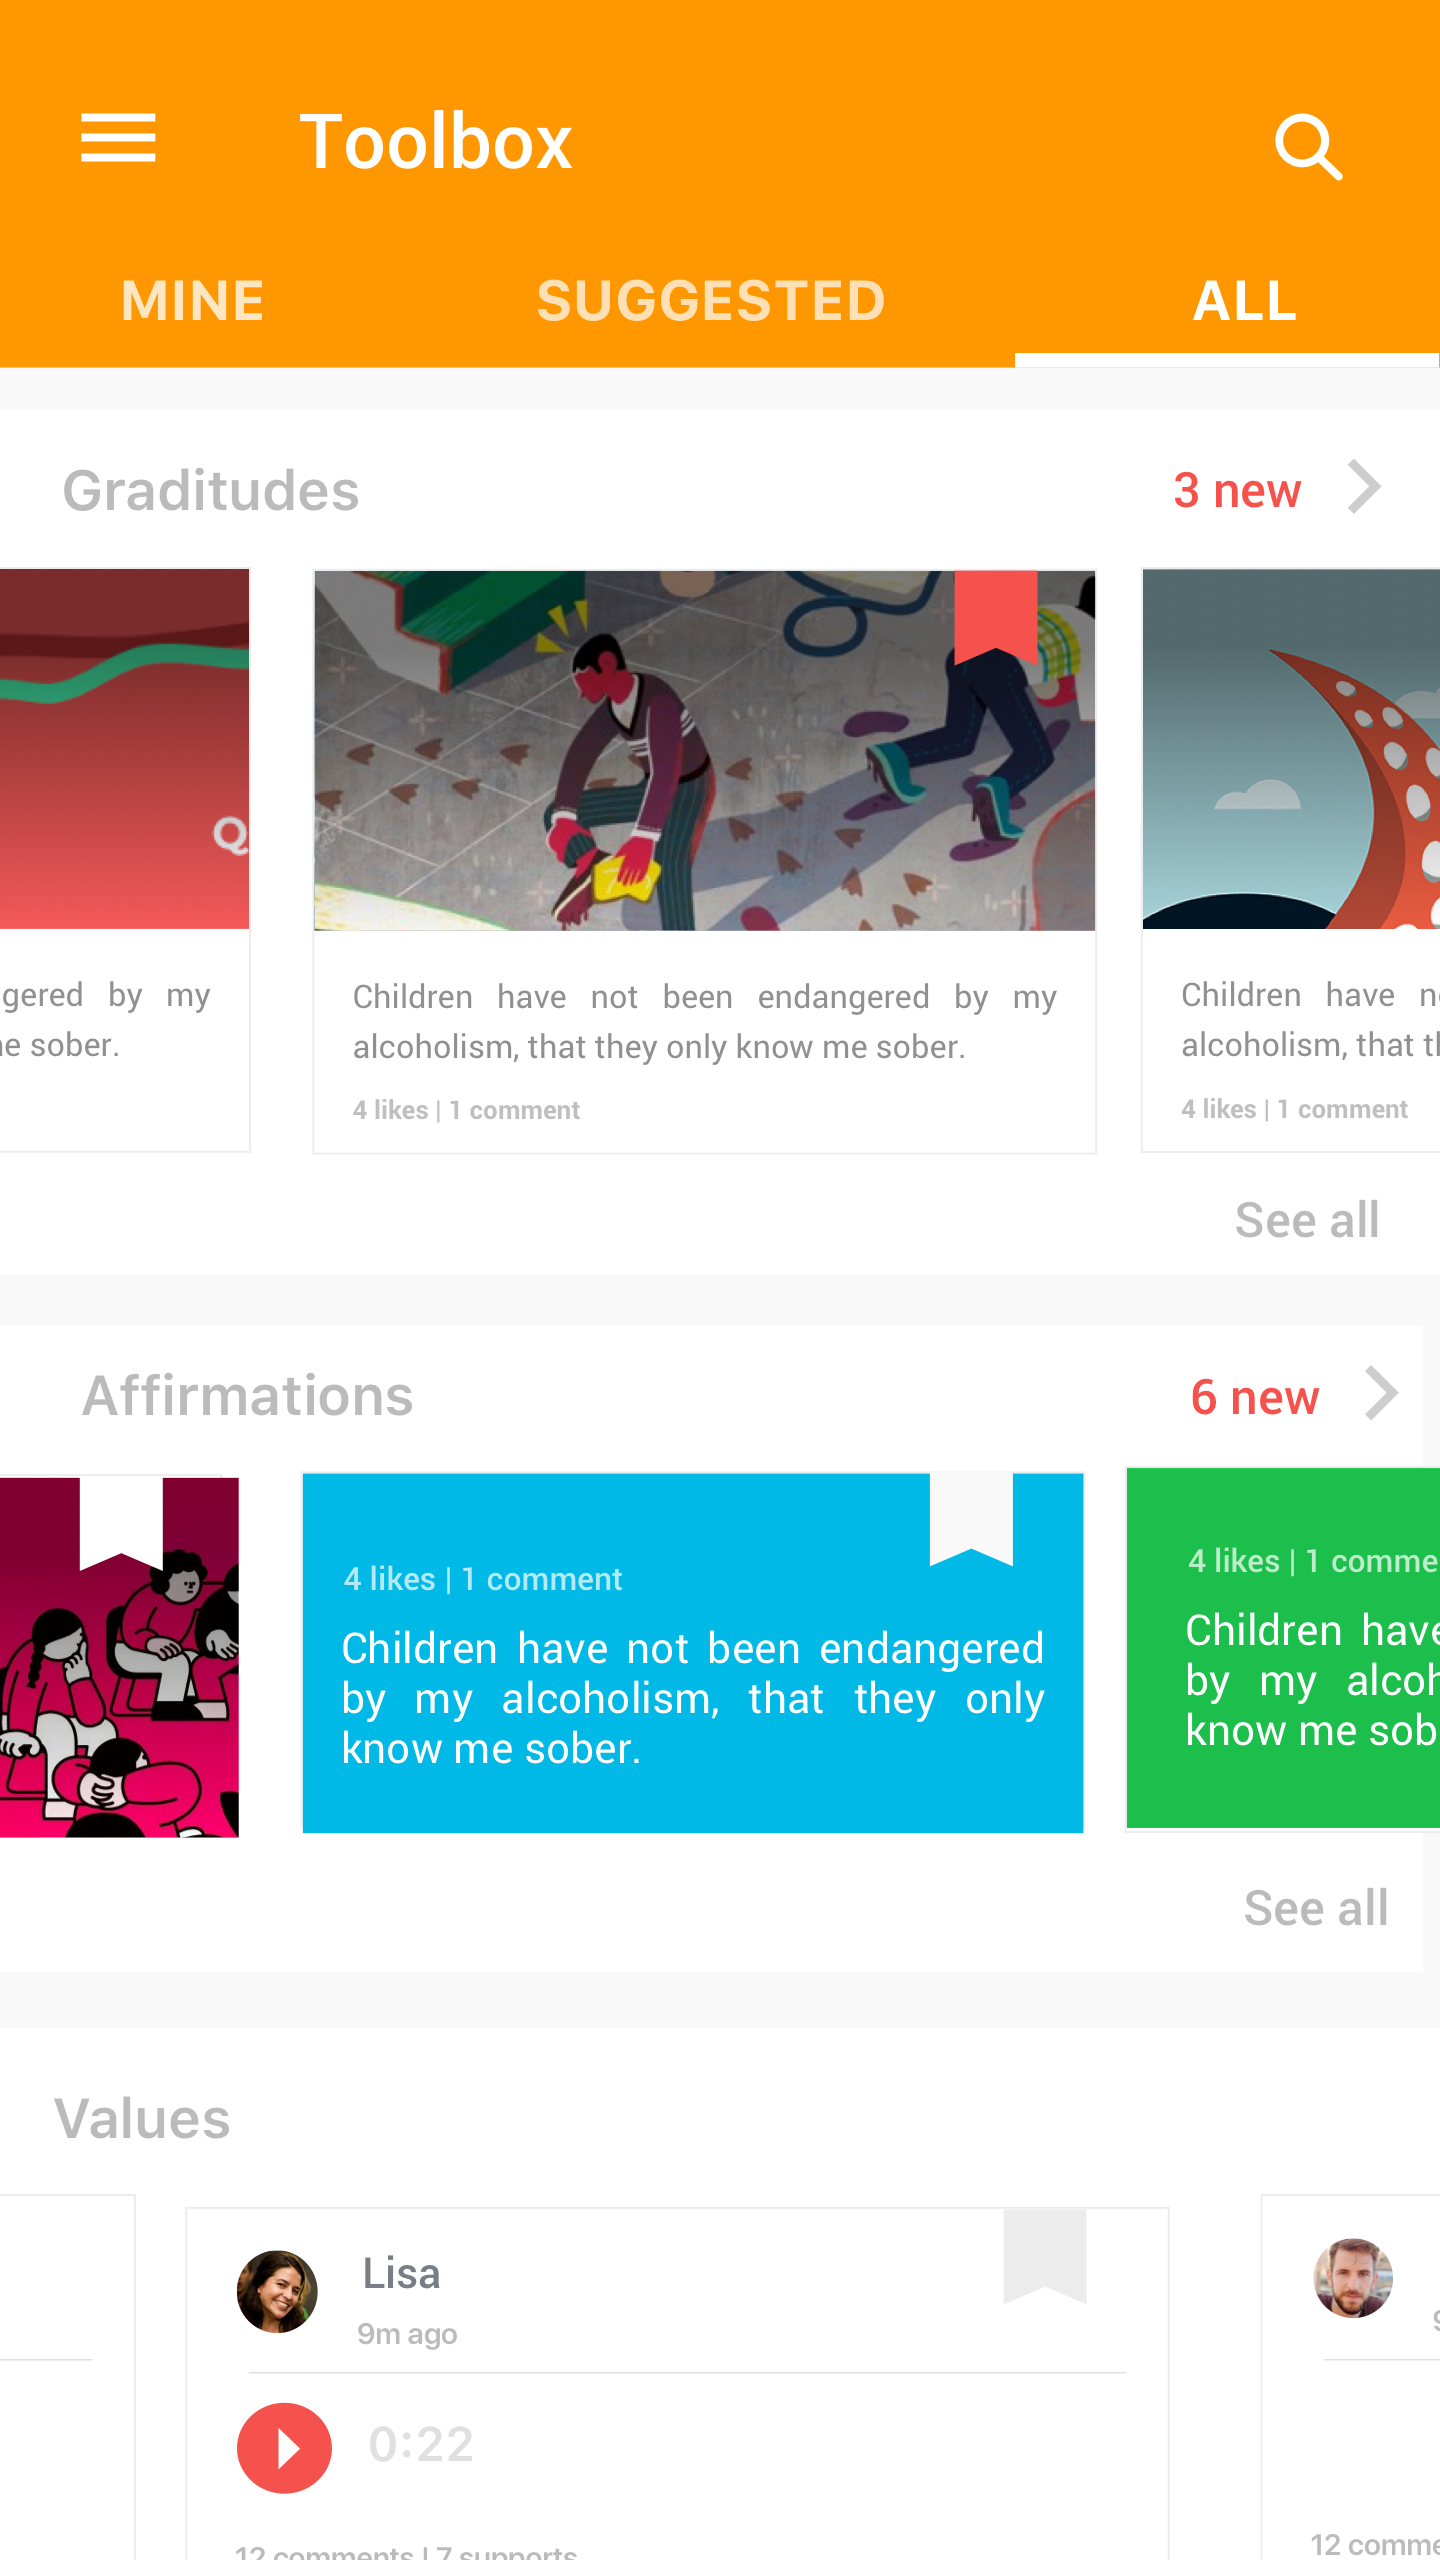 Toolbox
MINE
SUGGESTED
ALL
Graditudes
3 new
Q
gered by my
sober.
Children have not been endangered by my
alcoholism, that they only know me sober.
4 likes | 1 comment
Children have
alcoholism, that
4 likes | 1 comment
See all
Affirmations
6 new
4 likes | 1 comment
Children have not been endangered
by my alcoholism, that they only
know me sober.
4 likes | 1 comme
Children have
by my alcoh
know me sob
See all
Values
Lisa
9m ago
0:22
12 comments | 7 supports
12 comme